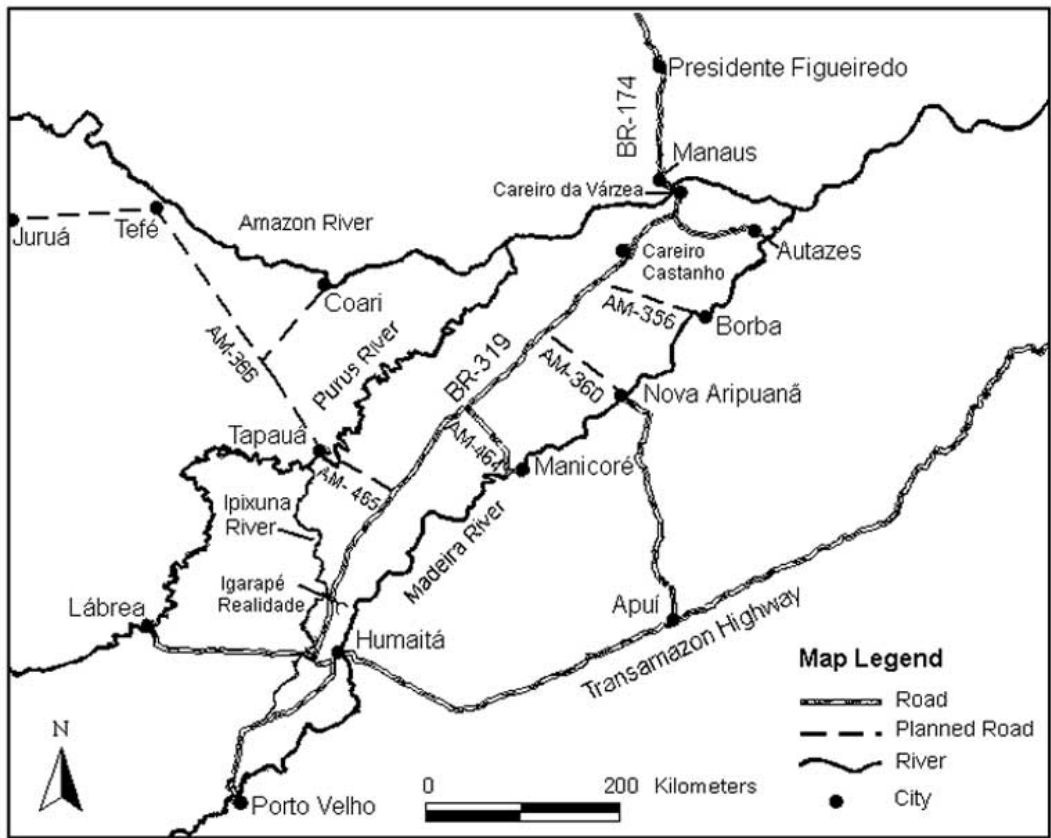 Presidente Figueiredo
BR-174
Manaus
Careiro da Várzea
Juruá
Tefé
Amazon River
Careiro
Castanho
Autazes
Coari
AM-356
Borba
AM-366
Purus River
BR-319
AM-360
Nova Aripuanã
Tapauá
AM-464
Manicoré
AM-465
Ipixuna
River
Madeira River
Igarapé
Realidade
Lábrea
Humaitá
Apuí
Transamazon Highway
Map Legend
Road
Planned Road
River
City
N
0 200 Kilometers
Porto Velho